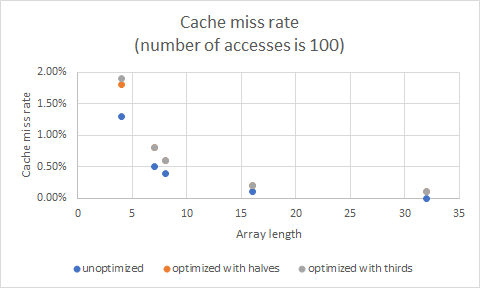 Cache miss rate
(number of accesses is 100)
2.00%
1.50%
1.00%
0.50%
0.00%
Cache miss rate
0 5 10 15 20 25 30 35
Array length
unoptimized optimized with halves optimized with thirds